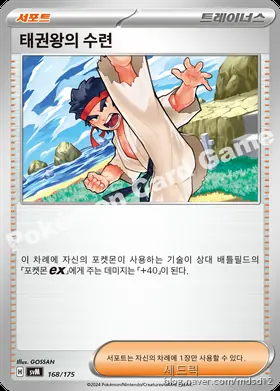 서포트
트레이너스
태권왕의 수련
Pokémon Card Game
이 차례에 자신의 포켓몬이 사용하는 기술이 상대 배틀필드의
「포켓몬 ex」에게 주는 데미지는 「+40」이 된다.
Illus. GOSSAN
H svM 168/175
서포트는 자신의 차례에 1장만 사용할 수 있다.
©2024 Pokémon/Nintendo/Creatures/GAME FREAK
세드릭